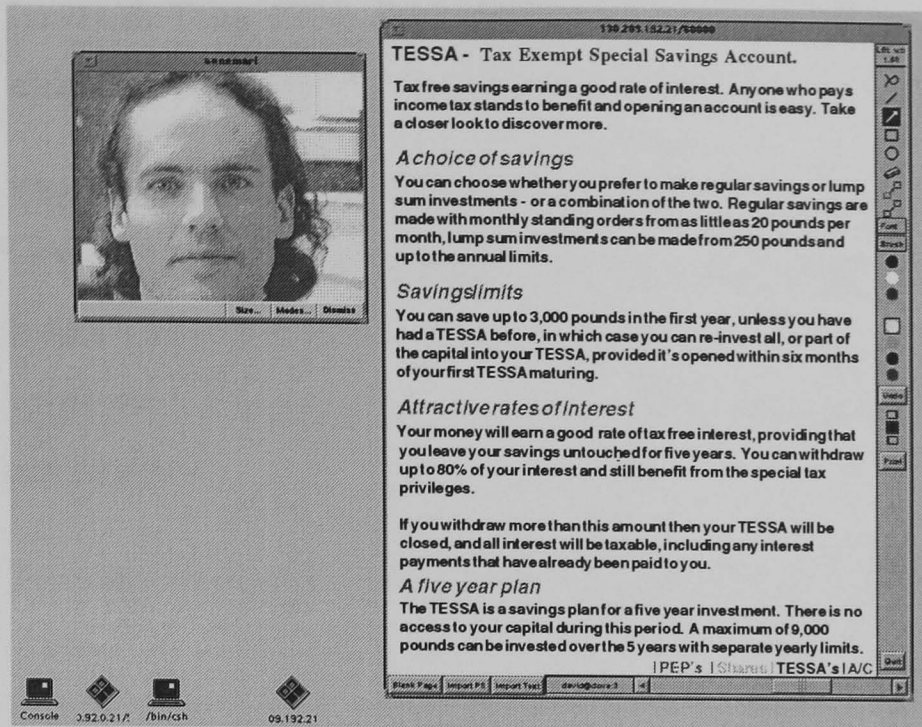 annemari
Size... Modes... Dismiss
TESSA - Tax Exempt Special Savings Account.
Tax free savings earning a good rate of interest. Anyone who pays
income tax stands to benefit and opening an account is easy. Take
a closer look to discover more.
A choice of savings
You can choose whether you prefer to make regular savings or lump
sum investments - or a combination of the two. Regular savings are
made with monthly standing orders from as little as 20 pounds per
month, lump sum investments can be made from 250 pounds and
up to the annual limits.
Savings limits
You can save up to 3,000 pounds in the first year, unless you have
had a TESSA before, in which case you can re-invest all, or part of
the capital into your TESSA, provided it's opened within six months
of your first TESSA maturing.
Attractive rates of interest
Your money will earn a good rate of tax free interest, providing that
you leave your savings untouched for five years. You can withdraw
up to 80% of your interest and still benefit from the special tax
privileges.
If you withdraw more than this amount then your TESSA will be
closed, and all interest will be taxable, including any interest
payments that have already been paid to you.
A five year plan
The TESSA is a savings plan for a five year investment. There is no
access to your capital during this period. A maximum of 9,000
pounds can be invested over the 5 years with separate yearly limits.
|PEP's |Shares|TESSA's|A/C
Font
Brush
Undo
Quit
Blank Page Import PS Import Text david@dove:3
Console /bin/csh 09.192.21